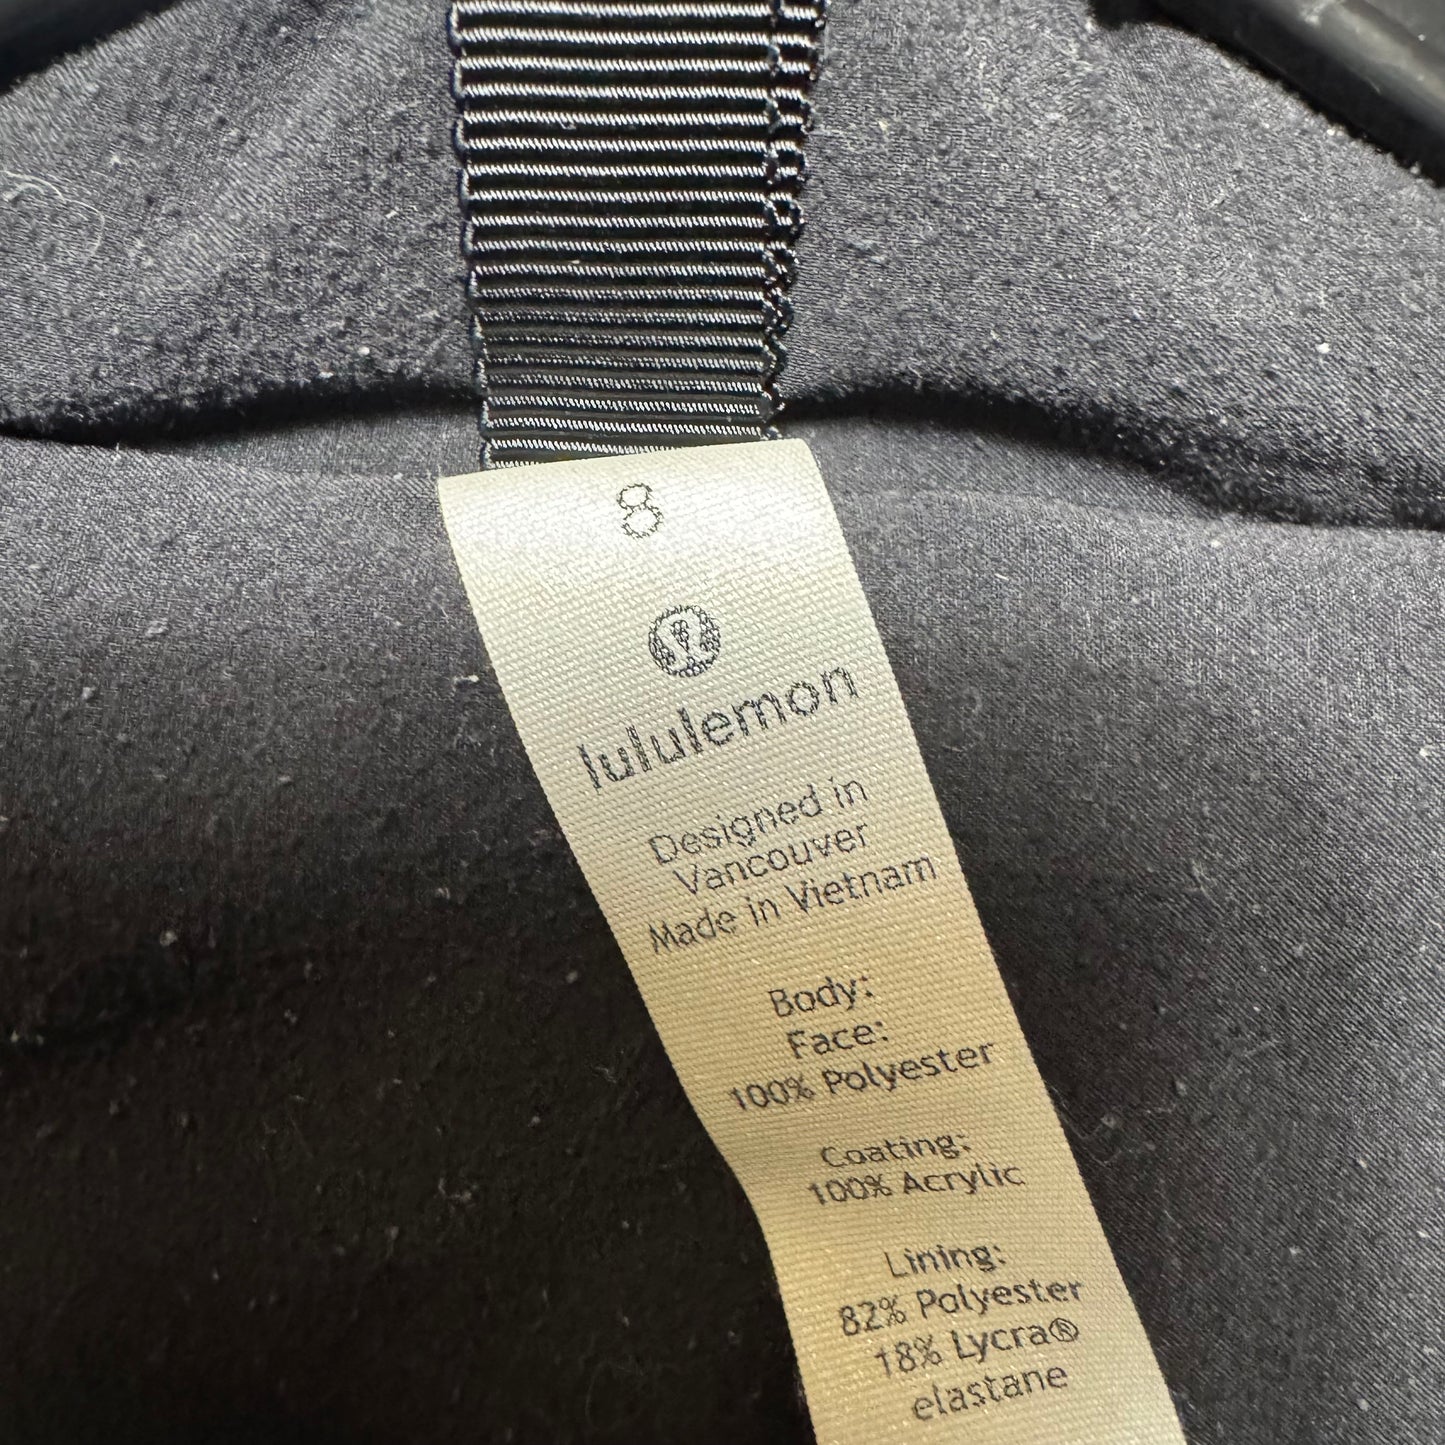 8
lululemon
Designed in
Vancouver
Made in Vietnam
Body:
Face:
100% Polyester
Coating:
100% Acrylic
Lining:
82% Polyester
18% Lycra®
elastane